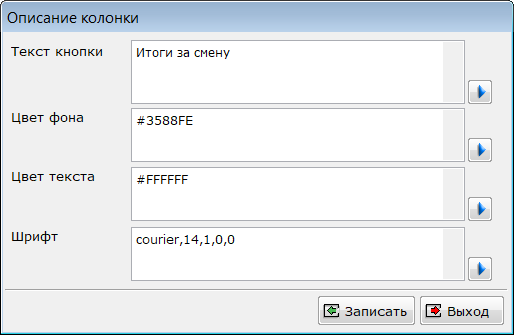 Описание колонки
Текст кнопки
Итоги за смену
Цвет фона
#3588FE
Цвет текста
#FFFFFF
Шрифт
courier,14,1,0,0
Записать
Выход